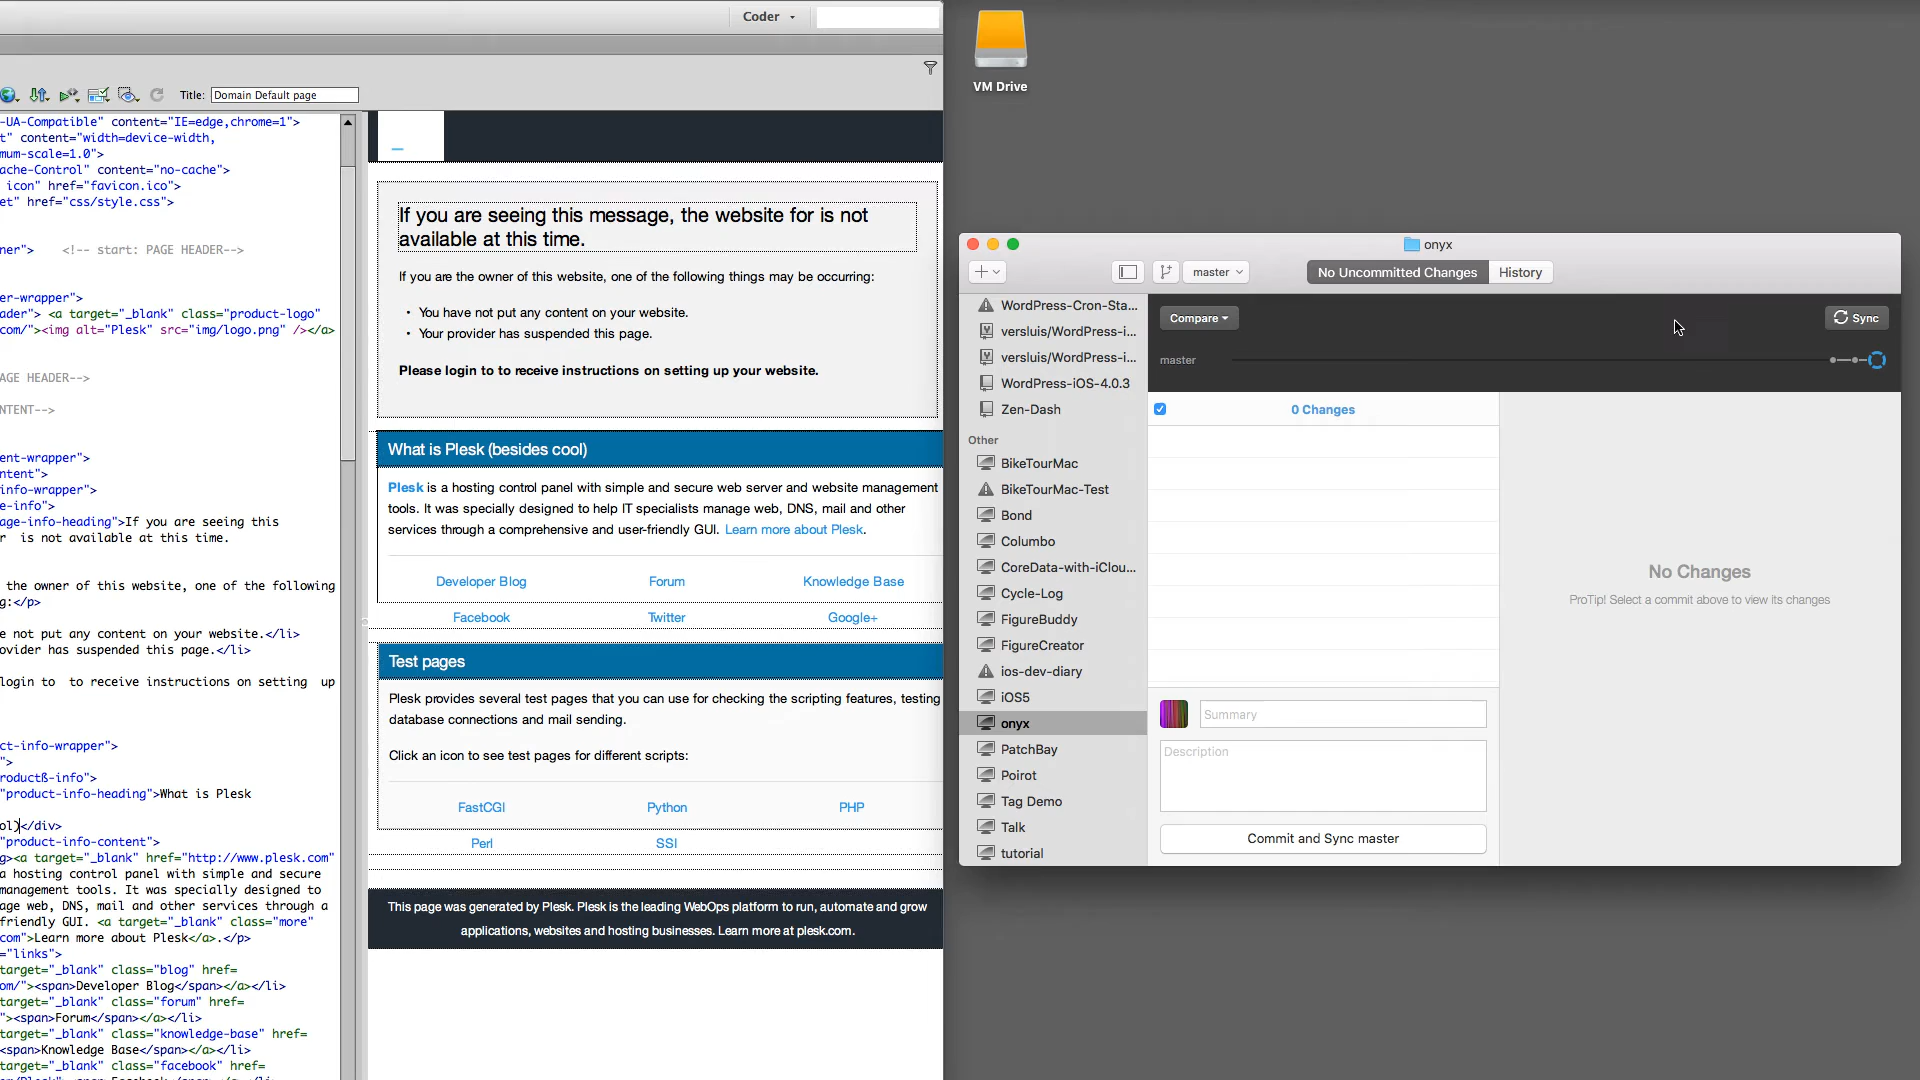 Coder
Title: Domain Default page
-UA-Compatible" content="IE=edge,chrome=1">
t" content="width=device-width,
mum-scale=1.0">
ache-Control" content="no-cache">
icon" href="favicon.ico">
et" href="css/style.css">
ner"> <!-- start: PAGE HEADER-->
er-wrapper">
ader"> <a target="_blank" class="product-logo"
com/"><img alt="Plesk" src="img/logo.png" /></a>
AGE HEADER-->
NTENT-->
ent-wrapper">
ntent">
info-wrapper">
e-info">
age-info-heading">If you are seeing this
r is not available at this time.
the owner of this website, one of the following
g:</p>
e not put any content on your website.</li>
ovider has suspended this page.</li>
login to to receive instructions on setting up
ct-info-wrapper">
">
roductß-info">
"product-info-heading">What is Plesk
ol)</div>
"product-info-content">
g><a target="_blank" href="http://www.plesk.com"
a hosting control panel with simple and secure
management tools. It was specially designed to
age web, DNS, mail and other services through a
friendly GUI. <a target="_blank" class="more"
com">Learn more about Plesk</a>.</p>
="links">
target="_blank" class="blog" href=
om/"><span>Developer Blog</span></a></li>
target="_blank" class="forum" href=
"><span>Forum</span></a></li>
target="_blank" class="knowledge-base" href=
<span>Knowledge Base</span></a></li>
target="_blank" class="facebook" href=
If you are seeing this message, the website for is not
available at this time.
If you are the owner of this website, one of the following things may be occurring:
• You have not put any content on your website.
• Your provider has suspended this page.
Please login to to receive instructions on setting up your website.
What is Plesk (besides cool)
Plesk is a hosting control panel with simple and secure web server and website management
tools. It was specially designed to help IT specialists manage web, DNS, mail and other
services through a comprehensive and user-friendly GUI. Learn more about Plesk.
Developer Blog Forum Knowledge Base
Facebook Twitter Google+
Test pages
Plesk provides several test pages that you can use for checking the scripting features, testing
database connections and mail sending.
Click an icon to see test pages for different scripts:
FastCGI Python PHP
Perl SSI
This page was generated by Plesk. Plesk is the leading WebOps platform to run, automate and grow
applications, websites and hosting businesses. Learn more at plesk.com.
VM Drive
onyx
master No Uncommitted Changes History
WordPress-Cron-Sta...
versluis/WordPress-i...
versluis/WordPress-i...
WordPress-iOS-4.0.3
Zen-Dash
Other
BikeTourMac
BikeTourMac-Test
Bond
Columbo
CoreData-with-iClou...
Cycle-Log
FigureBuddy
FigureCreator
ios-dev-diary
iOS5
onyx
PatchBay
Poirot
Tag Demo
Talk
tutorial
Compare Sync
master
0 Changes
No Changes
ProTip! Select a commit above to view its changes
Summary
Description
Commit and Sync master